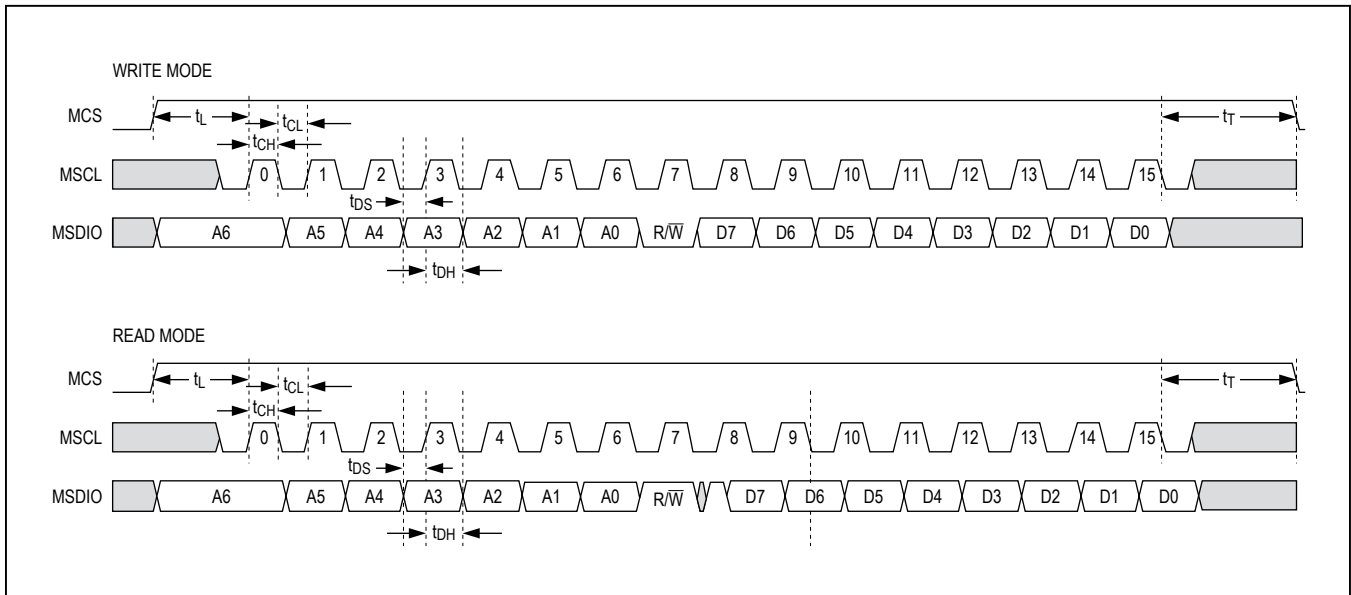 WRITE MODE
MCS tL tCL tT
tCH
MSCL 0 1 2 3 4 5 6 7 8 9 10 11 12 13 14 15
tDS
MSDIO A6 A5 A4 A3 A2 A1 A0 R/W̅ D7 D6 D5 D4 D3 D2 D1 D0
tDH
READ MODE
MCS tL tCL tT
tCH
MSCL 0 1 2 3 4 5 6 7 8 9 10 11 12 13 14 15
tDS
MSDIO A6 A5 A4 A3 A2 A1 A0 R/W̅ D7 D6 D5 D4 D3 D2 D1 D0
tDH